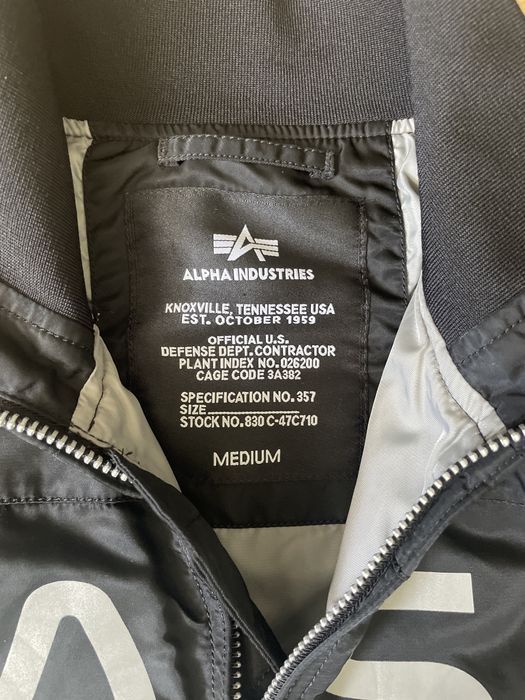 ALPHA INDUSTRIES
KNOXVILLE, TENNESSEE USA
EST. OCTOBER 1959
OFFICIAL U.S.
DEFENSE DEPT. CONTRACTOR
PLANT INDEX NO. 026200
CAGE CODE 3A382
SPECIFICATION NO. 357
SIZE_______________
STOCK NO. 830 C-47C710
MEDIUM